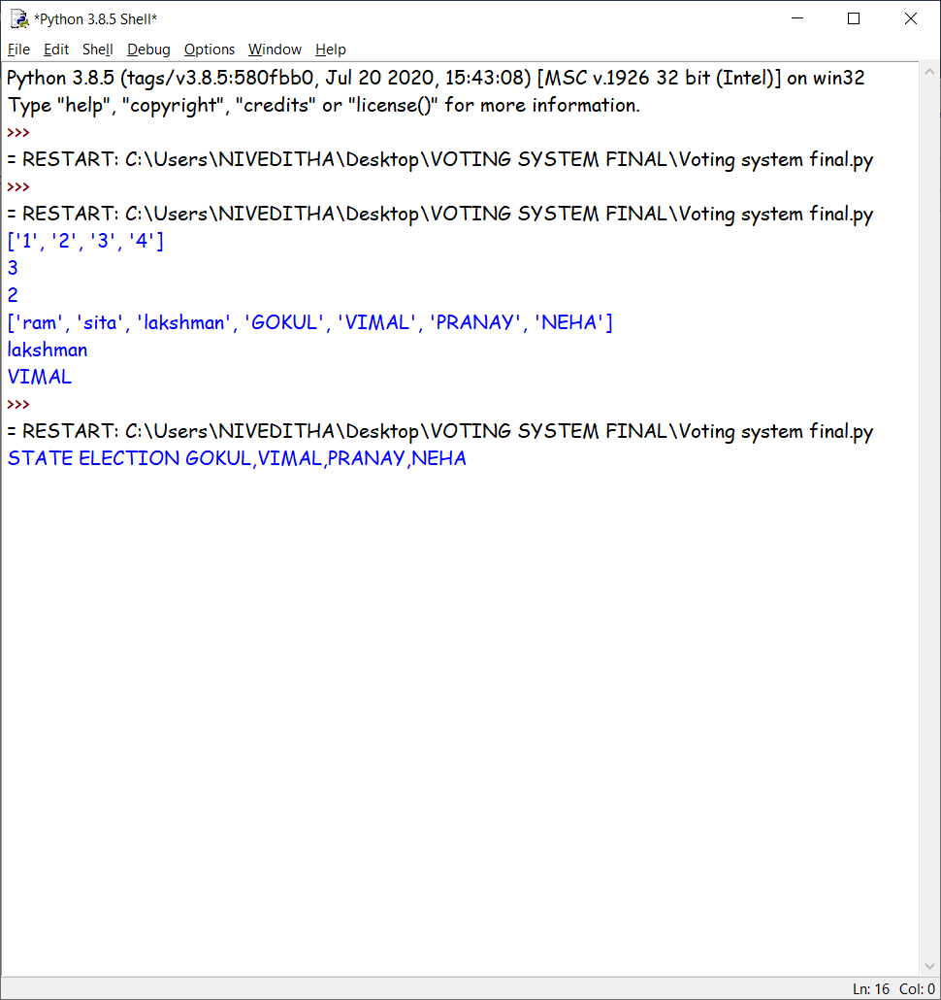 *Python 3.8.5 Shell*
File Edit Shell Debug Options Window Help
Python 3.8.5 (tags/v3.8.5:580fbb0, Jul 20 2020, 15:43:08) [MSC v.1926 32 bit (Intel)] on win32
Type "help", "copyright", "credits" or "license()" for more information.
>>>
= RESTART: C:\Users\NIVEDITHA\Desktop\VOTING SYSTEM FINAL\Voting system final.py
>>>
= RESTART: C:\Users\NIVEDITHA\Desktop\VOTING SYSTEM FINAL\Voting system final.py
['1', '2', '3', '4']
3
2
['ram', 'sita', 'lakshman', 'GOKUL', 'VIMAL', 'PRANAY', 'NEHA']
lakshman
VIMAL
>>>
= RESTART: C:\Users\NIVEDITHA\Desktop\VOTING SYSTEM FINAL\Voting system final.py
STATE ELECTION GOKUL,VIMAL,PRANAY,NEHA
Ln: 16 Col: 0